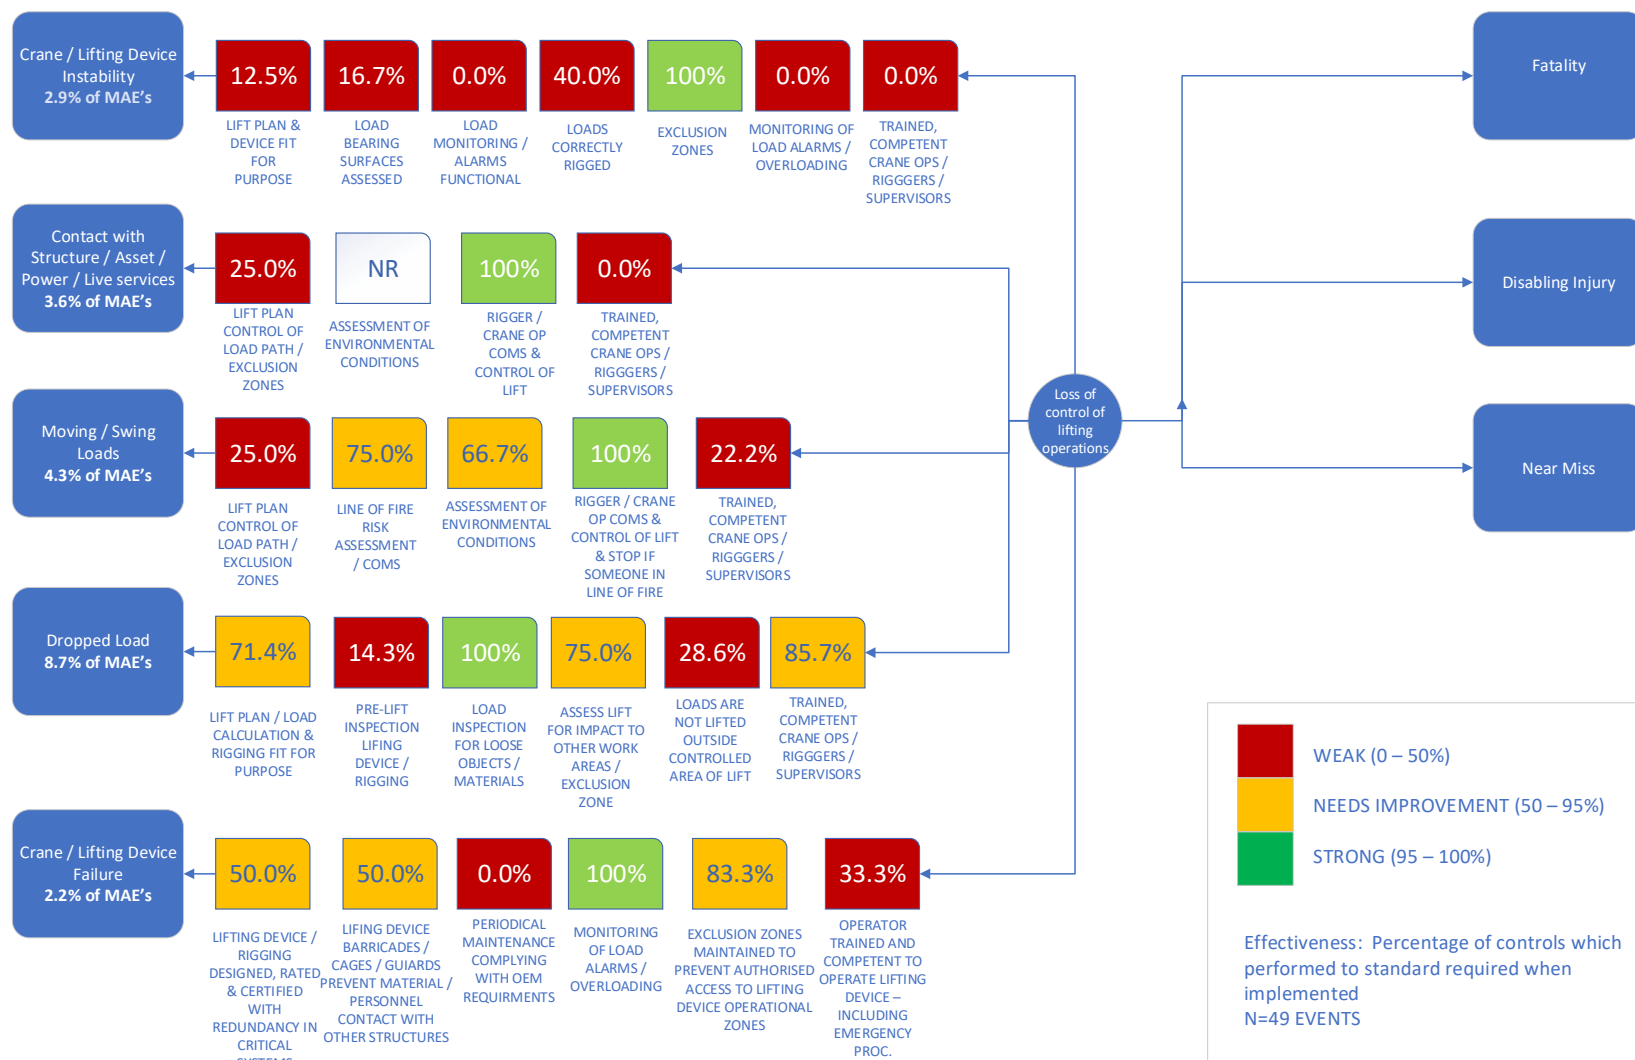 Crane / Lifting Device
Instability
2.9% of MAE's
12.5%
16.7%
0.0%
40.0%
100%
0.0%
0.0%
LIFT PLAN &
DEVICE FIT
FOR
PURPOSE
LOAD
BEARING
SURFACES
ASSESSED
LOAD
MONITORING /
ALARMS
FUNCTIONAL
LOADS
CORRECTLY
RIGGED
EXCLUSION
ZONES
MONITORING OF
LOAD ALARMS /
OVERLOADING
TRAINED,
COMPETENT
CRANE OPS /
RIGGGERS /
SUPERVISORS
Fatality
Contact with
Structure / Asset /
Power / Live services
3.6% of MAE's
25.0%
NR
100%
0.0%
LIFT PLAN
CONTROL OF
LOAD PATH /
EXCLUSION
ZONES
ASSESSMENT OF
ENVIRONMENTAL
CONDITIONS
RIGGER /
CRANE OP
COMS &
CONTROL OF
LIFT
TRAINED,
COMPETENT
CRANE OPS /
RIGGGERS /
SUPERVISORS
Disabling Injury
Loss of
control of
lifting
operations
Moving / Swing
Loads
4.3% of MAE's
25.0%
75.0%
66.7%
100%
22.2%
LIFT PLAN
CONTROL OF
LOAD PATH /
EXCLUSION
ZONES
LINE OF FIRE
RISK
ASSESSMENT
/ COMS
ASSESSMENT OF
ENVIRONMENTAL
CONDITIONS
RIGGER / CRANE
OP COMS &
CONTROL OF LIFT
& STOP IF
SOMEONE IN
LINE OF FIRE
TRAINED,
COMPETENT
CRANE OPS /
RIGGGERS /
SUPERVISORS
Near Miss
Dropped Load
8.7% of MAE's
71.4%
14.3%
100%
75.0%
28.6%
85.7%
LIFT PLAN / LOAD
CALCULATION &
RIGGING FIT FOR
PURPOSE
PRE-LIFT
INSPECTION
LIFING
DEVICE /
RIGGING
LOAD
INSPECTION
FOR LOOSE
OBJECTS /
MATERIALS
ASSESS LIFT
FOR IMPACT TO
OTHER WORK
AREAS /
EXCLUSION
ZONE
LOADS ARE
NOT LIFTED
OUTSIDE
CONTROLLED
AREA OF LIFT
TRAINED,
COMPETENT
CRANE OPS /
RIGGGERS /
SUPERVISORS
Crane / Lifting Device
Failure
2.2% of MAE's
50.0%
50.0%
0.0%
100%
83.3%
33.3%
LIFTING DEVICE /
RIGGING
DESIGNED, RATED
& CERTIFIED
WITH
REDUNDANCY IN
CRITICAL
SYSTEMS
LIFING DEVICE
BARRICADES /
CAGES / GUIARDS
PREVENT MATERIAL /
PERSONNEL
CONTACT WITH
OTHER STRUCTURES
PERIODICAL
MAINTENANCE
COMPLYING
WITH OEM
REQUIRMENTS
MONITORING
OF LOAD
ALARMS /
OVERLOADING
EXCLUSION ZONES
MAINTAINED TO
PREVENT AUTHORISED
ACCESS TO LIFTING
DEVICE OPERATIONAL
ZONES
OPERATOR
TRAINED AND
COMPETENT TO
OPERATE LIFTING
DEVICE –
INCLUDING
EMERGENCY
PROC.
WEAK (0 – 50%)
NEEDS IMPROVEMENT (50 – 95%)
STRONG (95 – 100%)
Effectiveness: Percentage of controls which
performed to standard required when
implemented
N=49 EVENTS